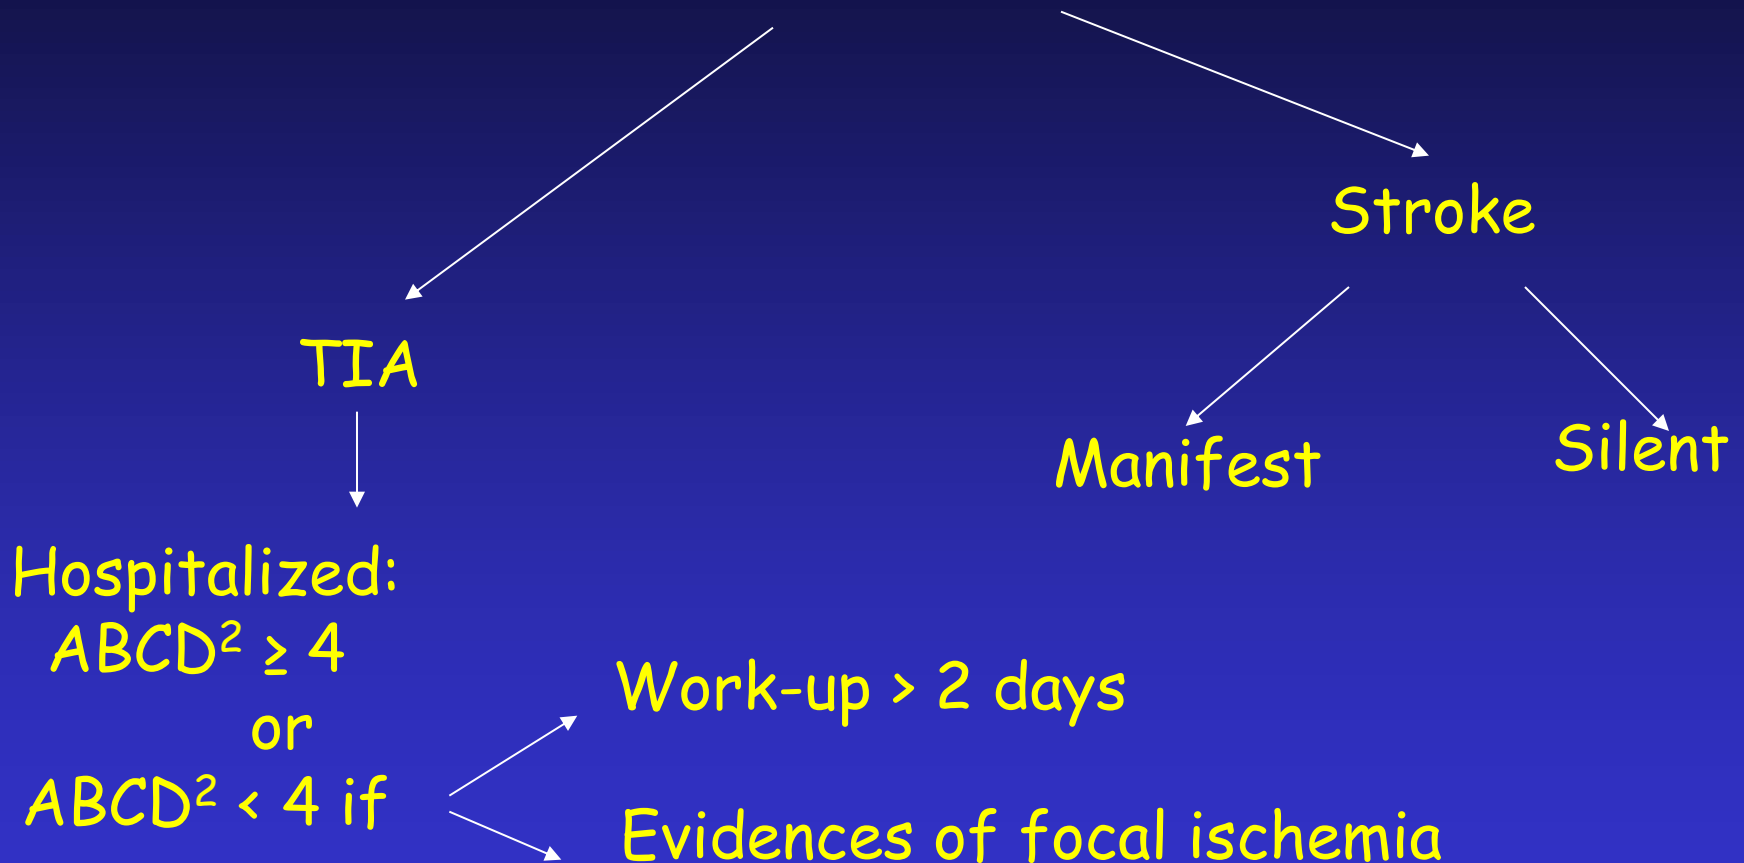 Stroke
TIA
Manifest
Silent
Hospitalized:
ABCD² ≥ 4
or
ABCD² < 4 if
Work-up > 2 days
Evidences of focal ischemia